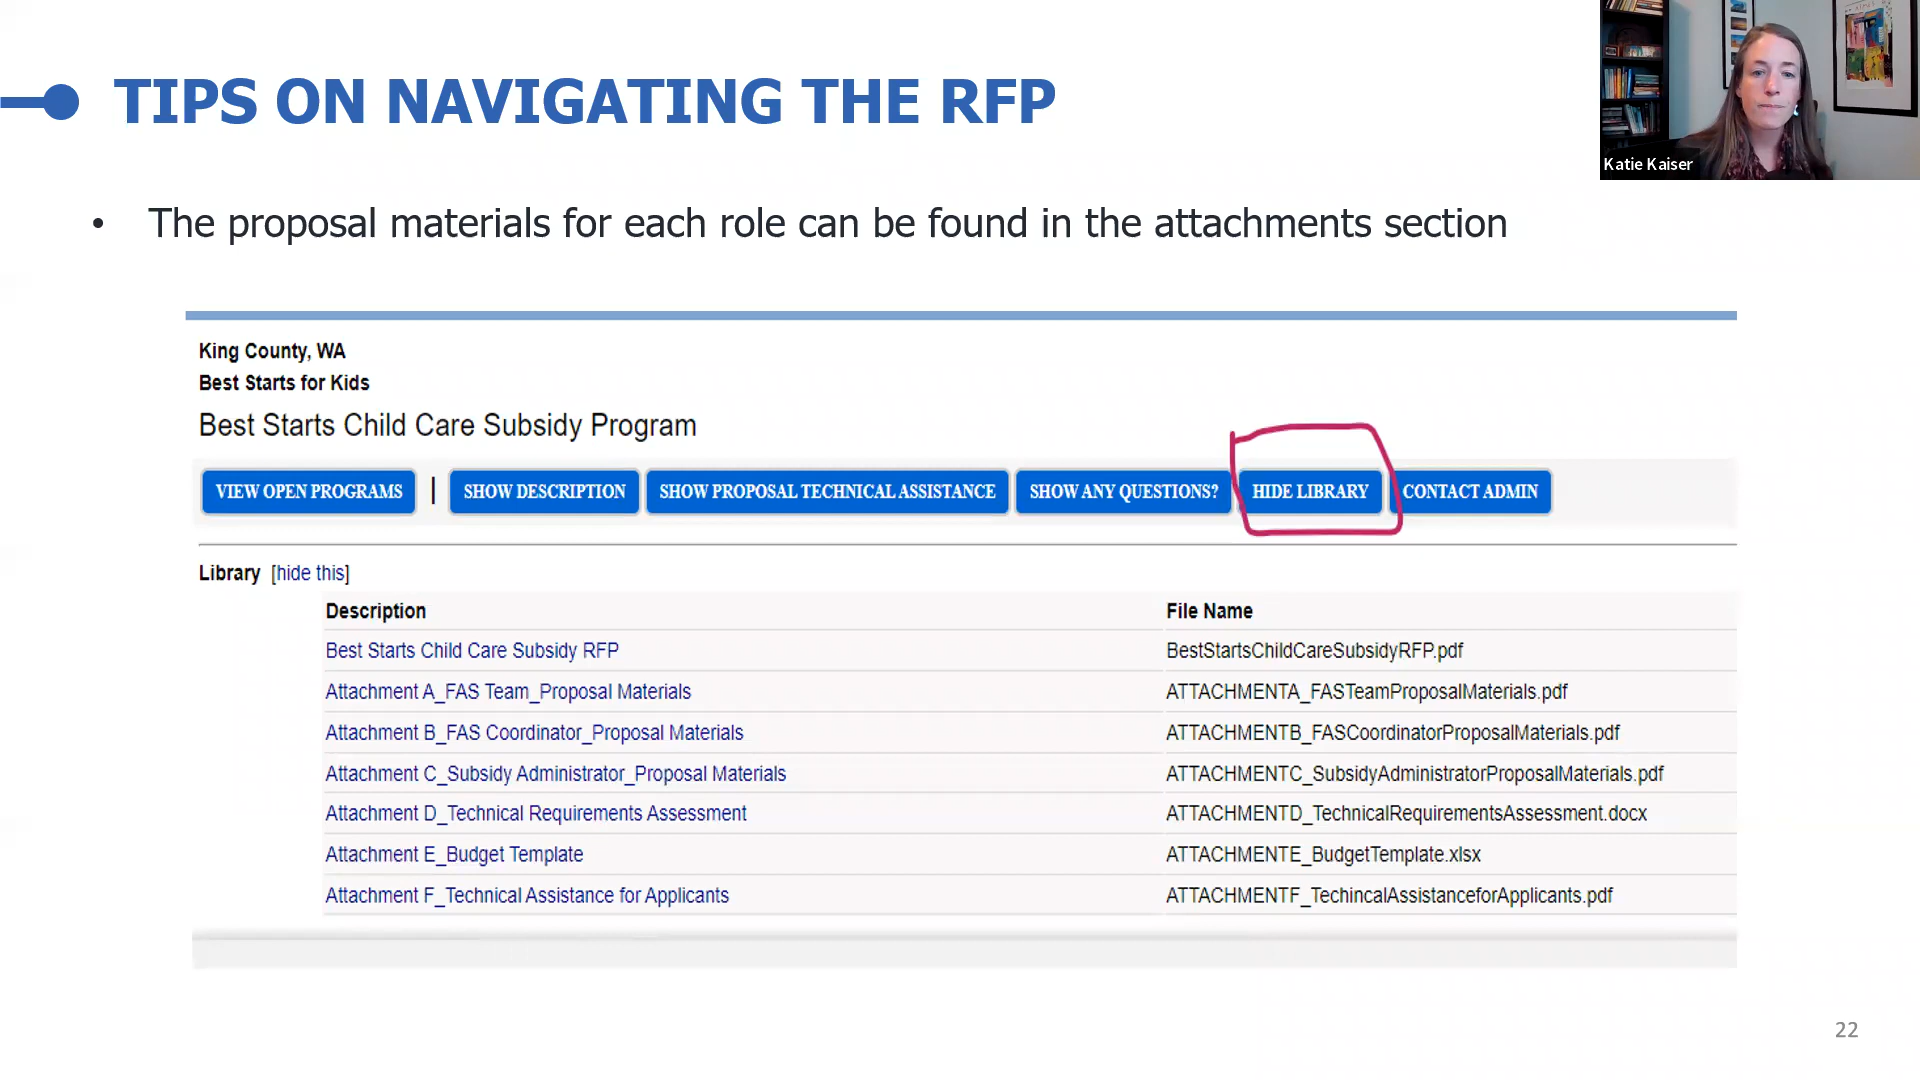 TIPS ON NAVIGATING THE RFP
Katie Kaiser
• The proposal materials for each role can be found in the attachments section
King County, WA
Best Starts for Kids
Best Starts Child Care Subsidy Program
VIEW OPEN PROGRAMS | SHOW DESCRIPTION SHOW PROPOSAL TECHNICAL ASSISTANCE SHOW ANY QUESTIONS? HIDE LIBRARY CONTACT ADMIN
Library [hide this]
Description File Name
Best Starts Child Care Subsidy RFP BestStartsChildCareSubsidyRFP.pdf
Attachment A_FAS Team_Proposal Materials ATTACHMENTA_FASTeamProposalMaterials.pdf
Attachment B_FAS Coordinator_Proposal Materials ATTACHMENTB_FASCoordinatorProposalMaterials.pdf
Attachment C_Subsidy Administrator_Proposal Materials ATTACHMENTC_SubsidyAdministratorProposalMaterials.pdf
Attachment D_Technical Requirements Assessment ATTACHMENTD_TechnicalRequirementsAssessment.docx
Attachment E_Budget Template ATTACHMENTE_BudgetTemplate.xlsx
Attachment F_Technical Assistance for Applicants ATTACHMENTF_TechincalAssistanceforApplicants.pdf
22